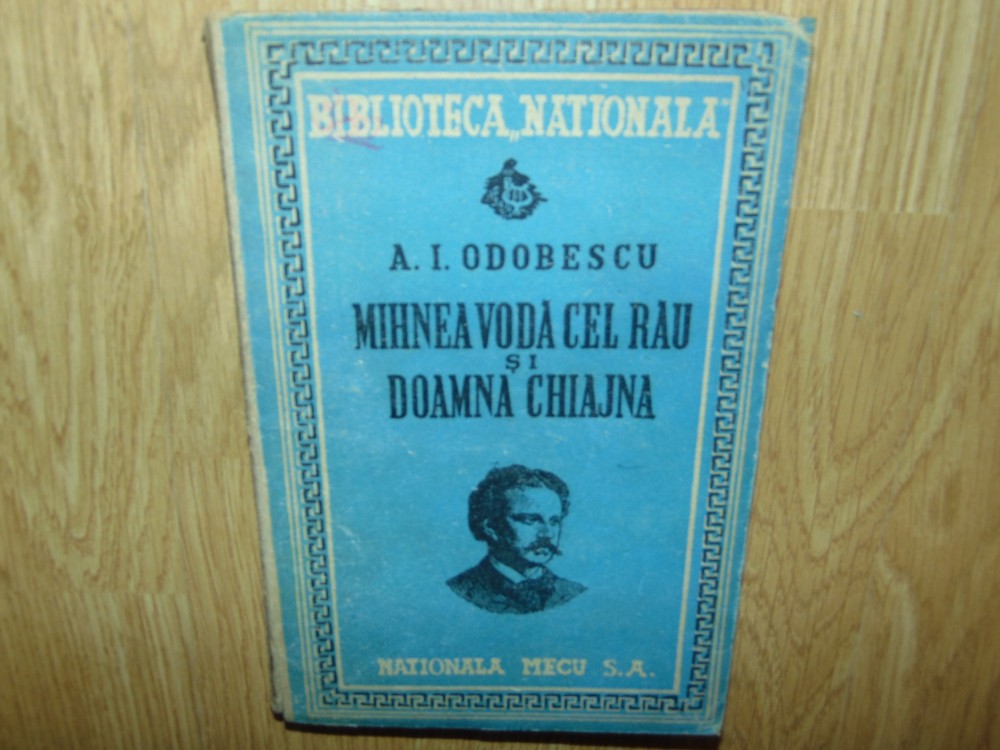 BIBLIOTECA „NATIONALA"
A. I. ODOBESCU
MIHNEA VODĂ CEL RĂU
ȘI
DOAMNA CHIAJNA
NATIONALA MECU S.A.